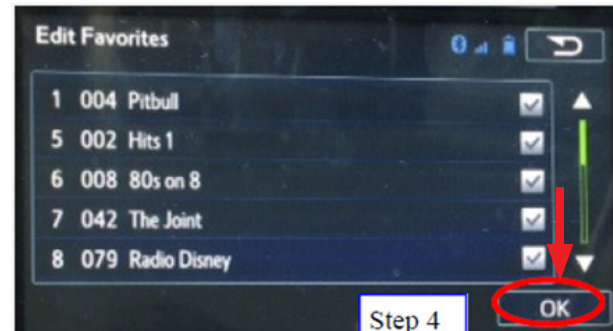 Edit Favorites
1 004 Pitbull
5 002 Hits 1
6 008 80s on 8
7 042 The Joint
8 079 Radio Disney
OK
Step 4